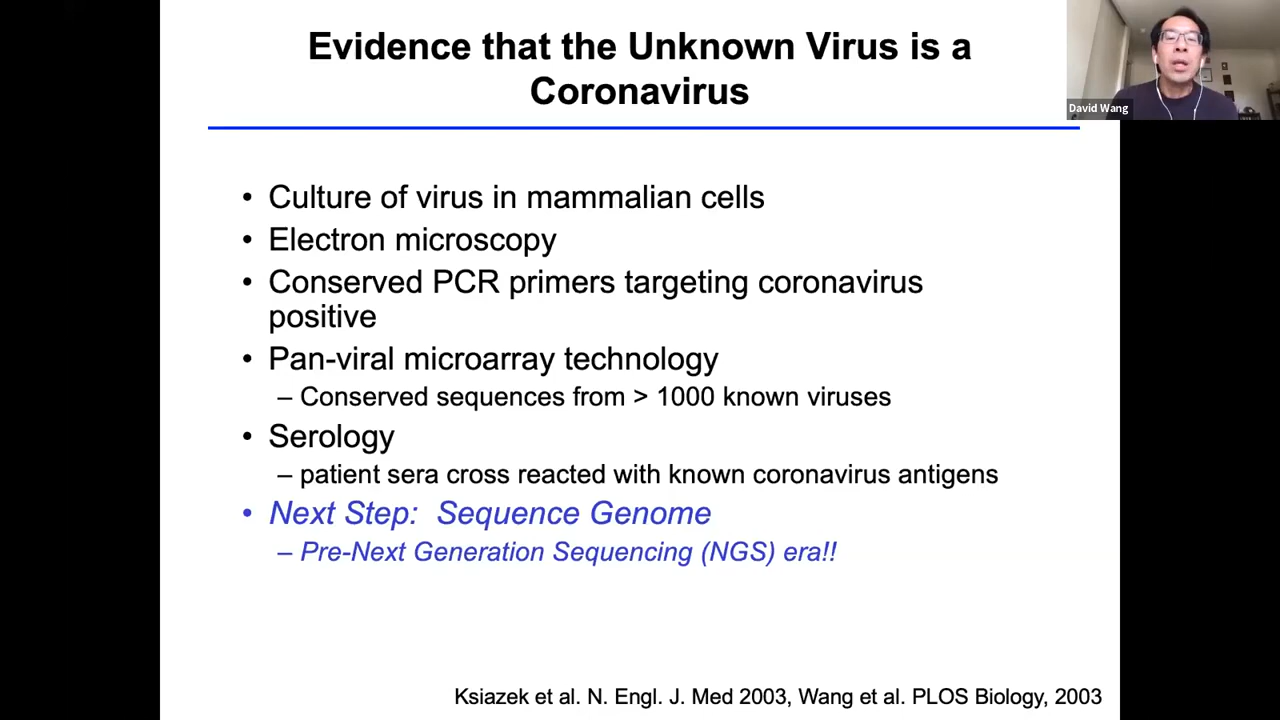 Evidence that the Unknown Virus is a
Coronavirus
David Wang
• Culture of virus in mammalian cells
• Electron microscopy
• Conserved PCR primers targeting coronavirus
positive
• Pan-viral microarray technology
– Conserved sequences from > 1000 known viruses
• Serology
– patient sera cross reacted with known coronavirus antigens
• Next Step:  Sequence Genome
– Pre-Next Generation Sequencing (NGS) era!!
Ksiazek et al. N. Engl. J. Med 2003, Wang et al. PLOS Biology, 2003